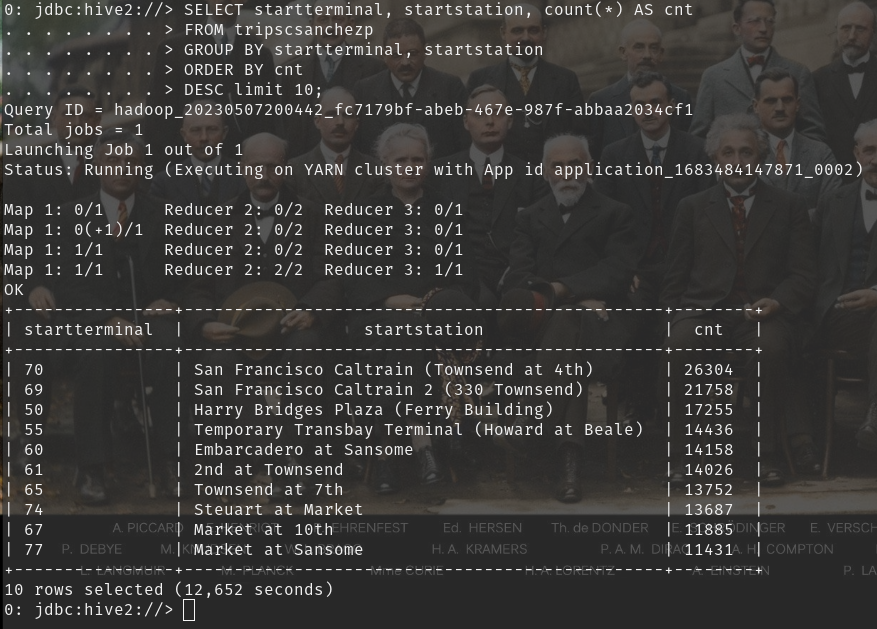 0: jdbc:hive2://> SELECT startterminal, startstation, count(*) AS cnt
. . . . . . . . > FROM tripscsanchezp
. . . . . . . . > GROUP BY startterminal, startstation
. . . . . . . . > ORDER BY cnt
. . . . . . . . > DESC limit 10;
Query ID = hadoop_20230507200442_fc7179bf-abeb-467e-987f-abbaa2034cf1
Total jobs = 1
Launching Job 1 out of 1
Status: Running (Executing on YARN cluster with App id application_1683484147871_0002)
Map 1: 0/1 Reducer 2: 0/2 Reducer 3: 0/1
Map 1: 0(+1)/1 Reducer 2: 0/2 Reducer 3: 0/1
Map 1: 1/1 Reducer 2: 0/2 Reducer 3: 0/1
Map 1: 1/1 Reducer 2: 2/2 Reducer 3: 1/1
OK
| startterminal | startstation | cnt |
| 70 | San Francisco Caltrain (Townsend at 4th) | 26304 |
| 69 | San Francisco Caltrain 2 (330 Townsend) | 21758 |
| 50 | Harry Bridges Plaza (Ferry Building) | 17255 |
| 55 | Temporary Transbay Terminal (Howard at Beale) | 14436 |
| 60 | Embarcadero at Sansome | 14158 |
| 61 | 2nd at Townsend | 14026 |
| 65 | Townsend at 7th | 13752 |
| 74 | Steuart at Market | 13687 |
A. PICCARD EHRENFEST Ed. HERSEN Th. de DONDER E.
| 67 | Market at 10th | 11885 |
P. DEBYE H. A. KRAMERS P. A. M. A. H. COMPTON
| 77 | Market at Sansome | 11431 |
L. LANGMUIR M. PLANCK Mme CURIE H. A. LORENTZ A. EINSTEIN
10 rows selected (12,652 seconds)
0: jdbc:hive2://>